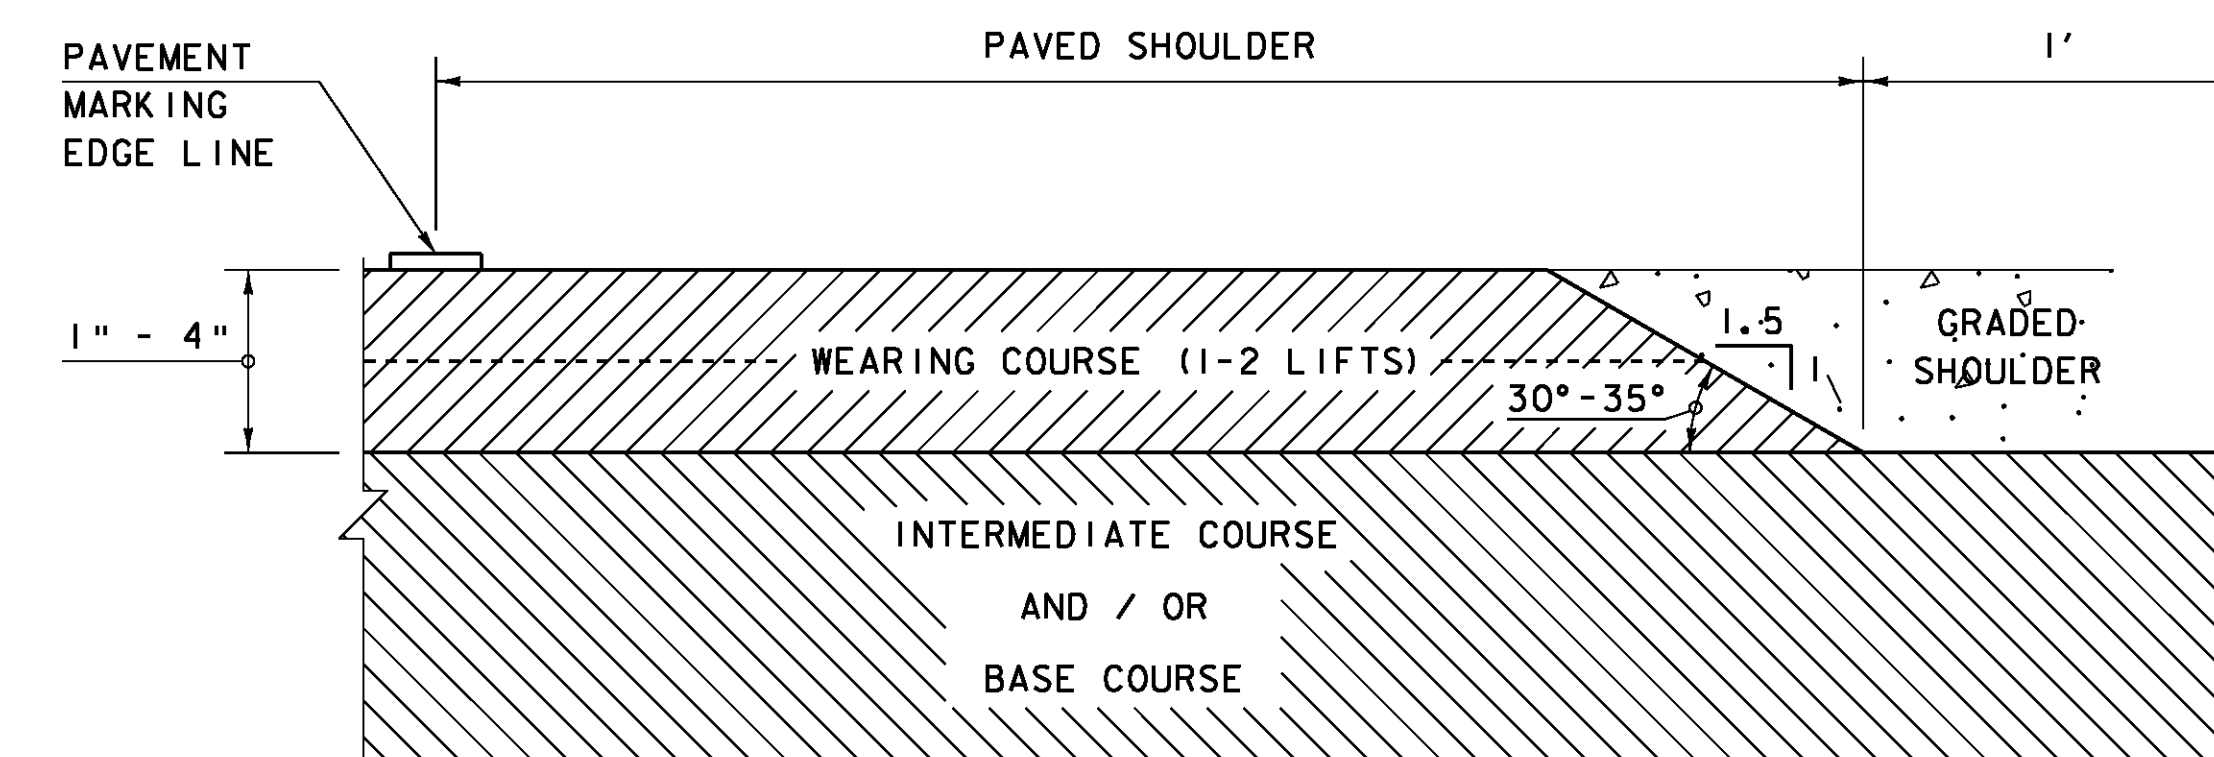 PAVEMENT
MARKING
EDGE LINE
PAVED SHOULDER
1'
1" - 4"
WEARING COURSE (1-2 LIFTS)
1.5
1
30°-35°
GRADED
SHOULDER
INTERMEDIATE COURSE
AND / OR
BASE COURSE